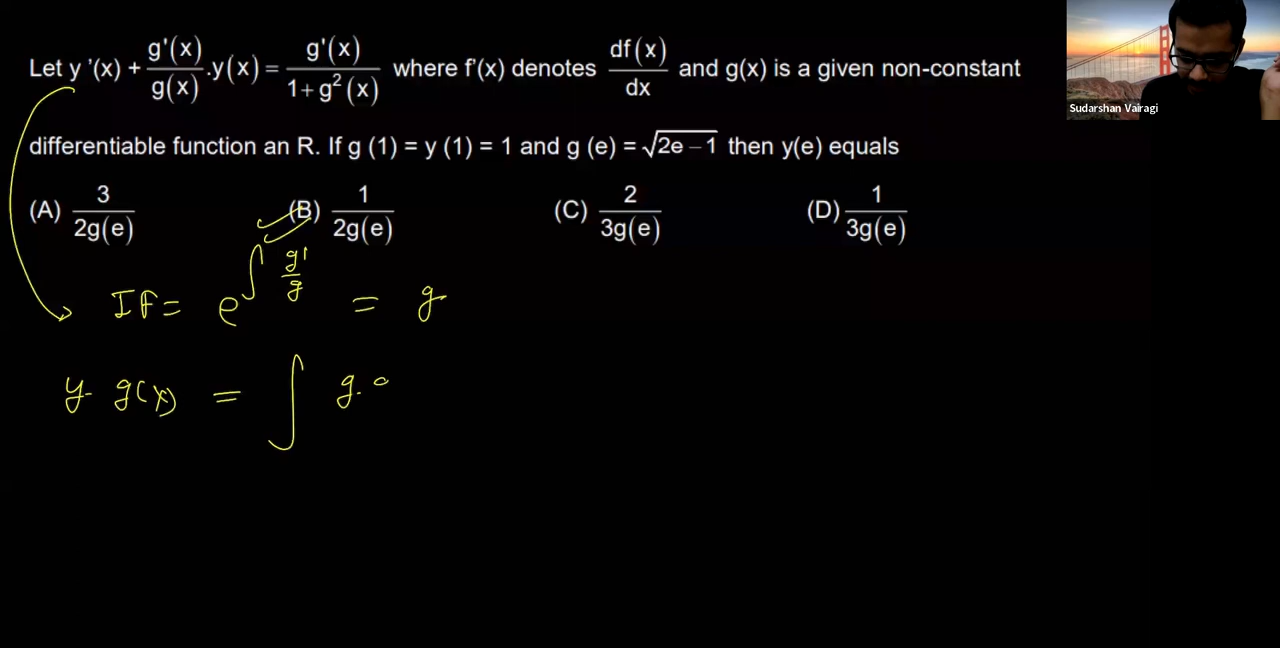 Let y '(x) + g'(x)/g(x) .y(x) = g'(x)/1+ g²(x) where f'(x) denotes df(x)/dx and g(x) is a given non-constant
differentiable function an R. If g (1) = y (1) = 1 and g (e) = √2e – 1 then y(e) equals
(A) 3/2g(e) (B) 1/2g(e) (C) 2/3g(e) (D) 1/3g(e)
IF = e^∫ g'/g = g
y· g(x) = ∫ g·
Sudarshan Vairagi